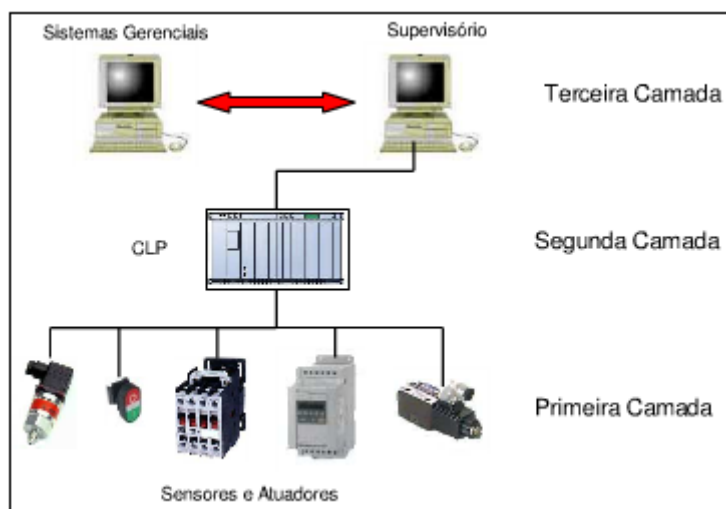 Sistemas Gerenciais
Supervisório
Terceira Camada
CLP
Segunda Camada
Primeira Camada
Sensores e Atuadores